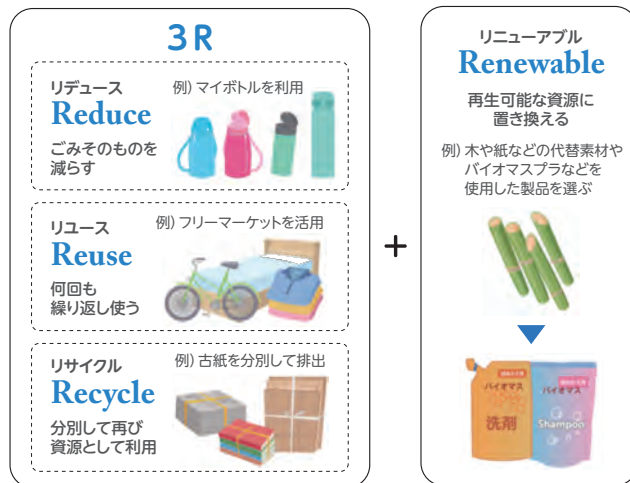 3R
リデュース
Reduce
ごみそのものを
減らす
例）マイボトルを利用
リユース
Reuse
何回も
繰り返し使う
例）フリーマーケットを活用
リサイクル
Recycle
分別して再び
資源として利用
例）古紙を分別して排出
+
リニューアブル
Renewable
再生可能な資源に
置き換える
例）木や紙などの代替素材や
バイオマスプラなどを
使用した製品を選ぶ
バイオマス
洗剤
バイオマス
Shampoo